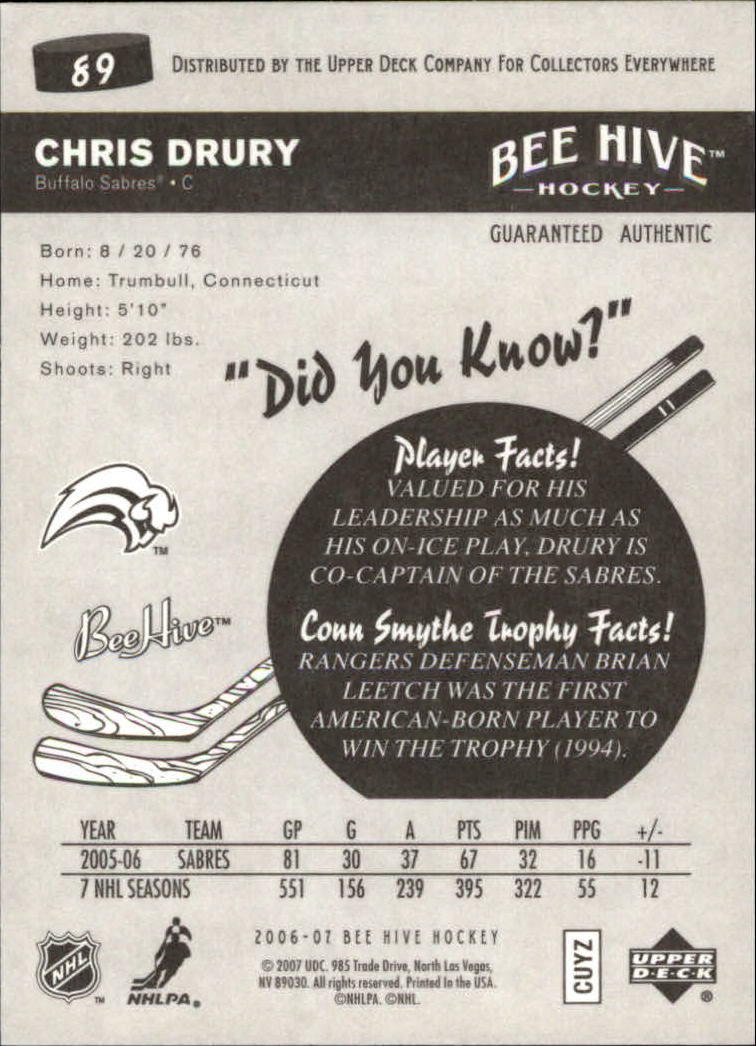 89
DISTRIBUTED BY THE UPPER DECK COMPANY FOR COLLECTORS EVERYWHERE
CHRIS DRURY
Buffalo Sabres® • C
BEE HIVE™
HOCKEY
GUARANTEED AUTHENTIC
Born: 8 / 20 / 76
Home: Trumbull, Connecticut
Height: 5'10"
Weight: 202 lbs.
Shoots: Right
"Did You Know?"
Player Facts!
VALUED FOR HIS
LEADERSHIP AS MUCH AS
HIS ON-ICE PLAY, DRURY IS
CO-CAPTAIN OF THE SABRES.
TM
BeeHive™
Conn Smythe Trophy Facts!
RANGERS DEFENSEMAN BRIAN
LEETCH WAS THE FIRST
AMERICAN-BORN PLAYER TO
WIN THE TROPHY (1994).
YEAR TEAM GP G A PTS PIM PPG +/-
2005-06 SABRES 81 30 37 67 32 16 -11
7 NHL SEASONS 551 156 239 395 322 55 12
NHL™
NHLPA®
2006-07 BEE HIVE HOCKEY
© 2007 UDC. 985 Trade Drive, North Las Vegas,
NV 89030. All rights reserved. Printed in the USA.
©NHLPA. ©NHL.
CUYZ
UPPER
D·E·C·K
®